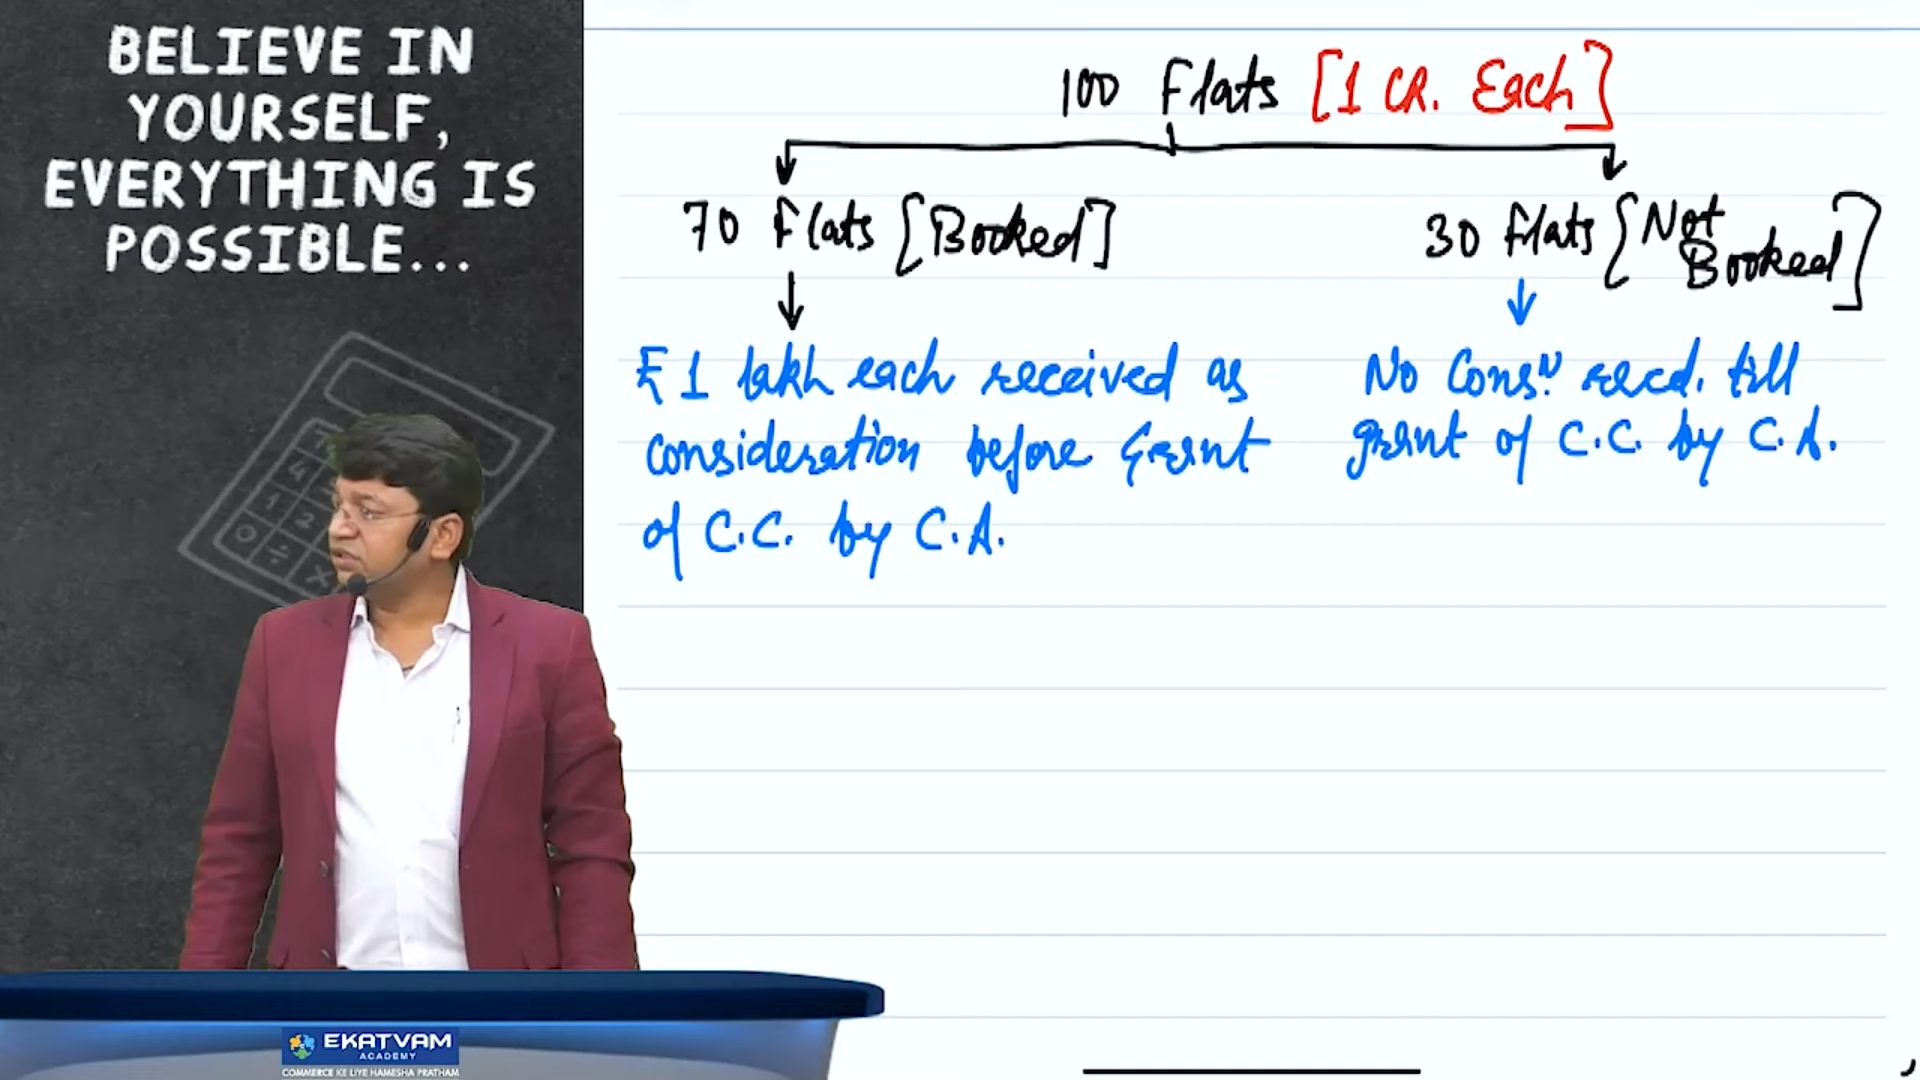 BELIEVE IN
YOURSELF,
EVERYTHING IS
POSSIBLE...
100 Flats [1 CR. Each]
70 Flats [Booked]
30 Flats [Not Booked]
₹ 1 lakh each received as
consideration before Grant
of C.C. by C.A.
No Consn. recd. till
grant of C.C. by C.A.
EKATVAM
ACADEMY
COMMERCE KE LIYE HAMESHA PRATHAM